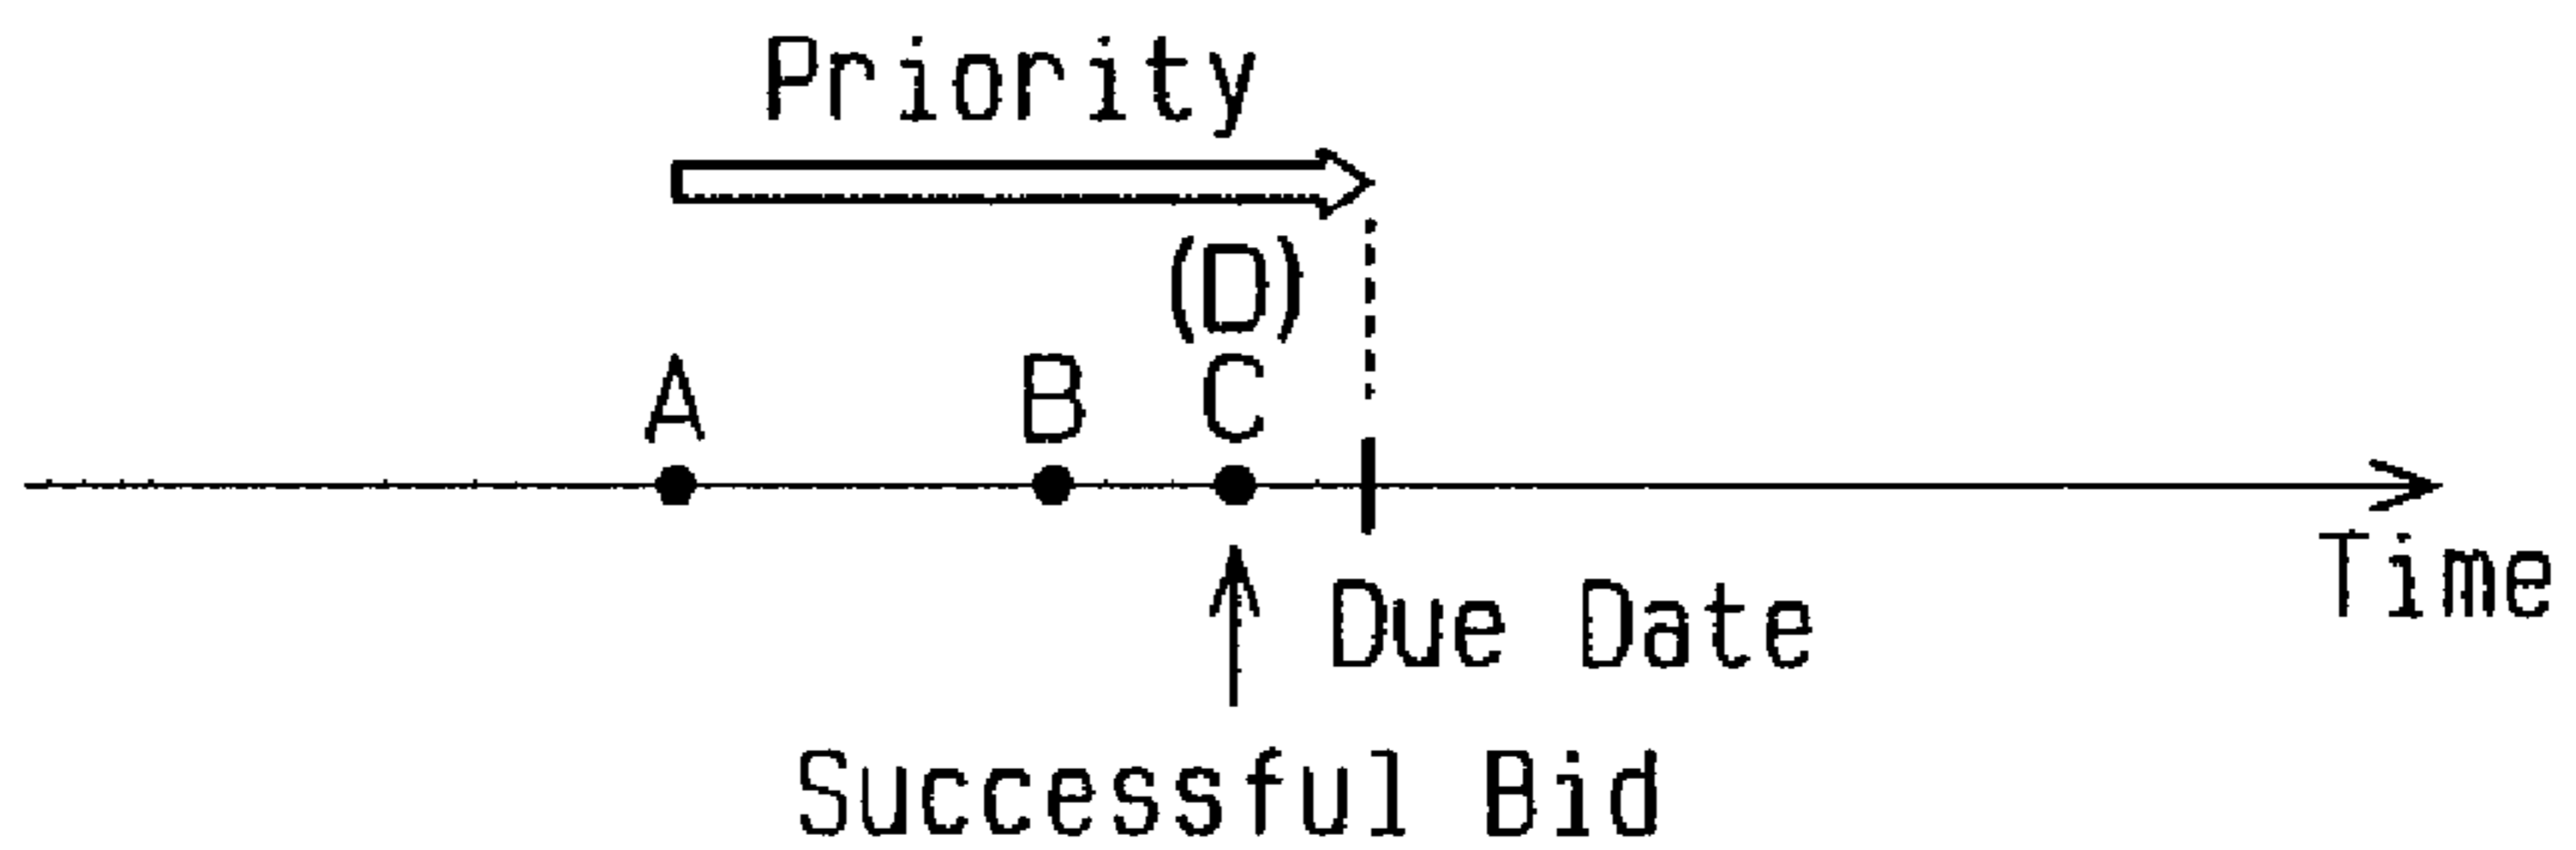 Priority
(D)
A B C
Time
Due Date
Successful Bid